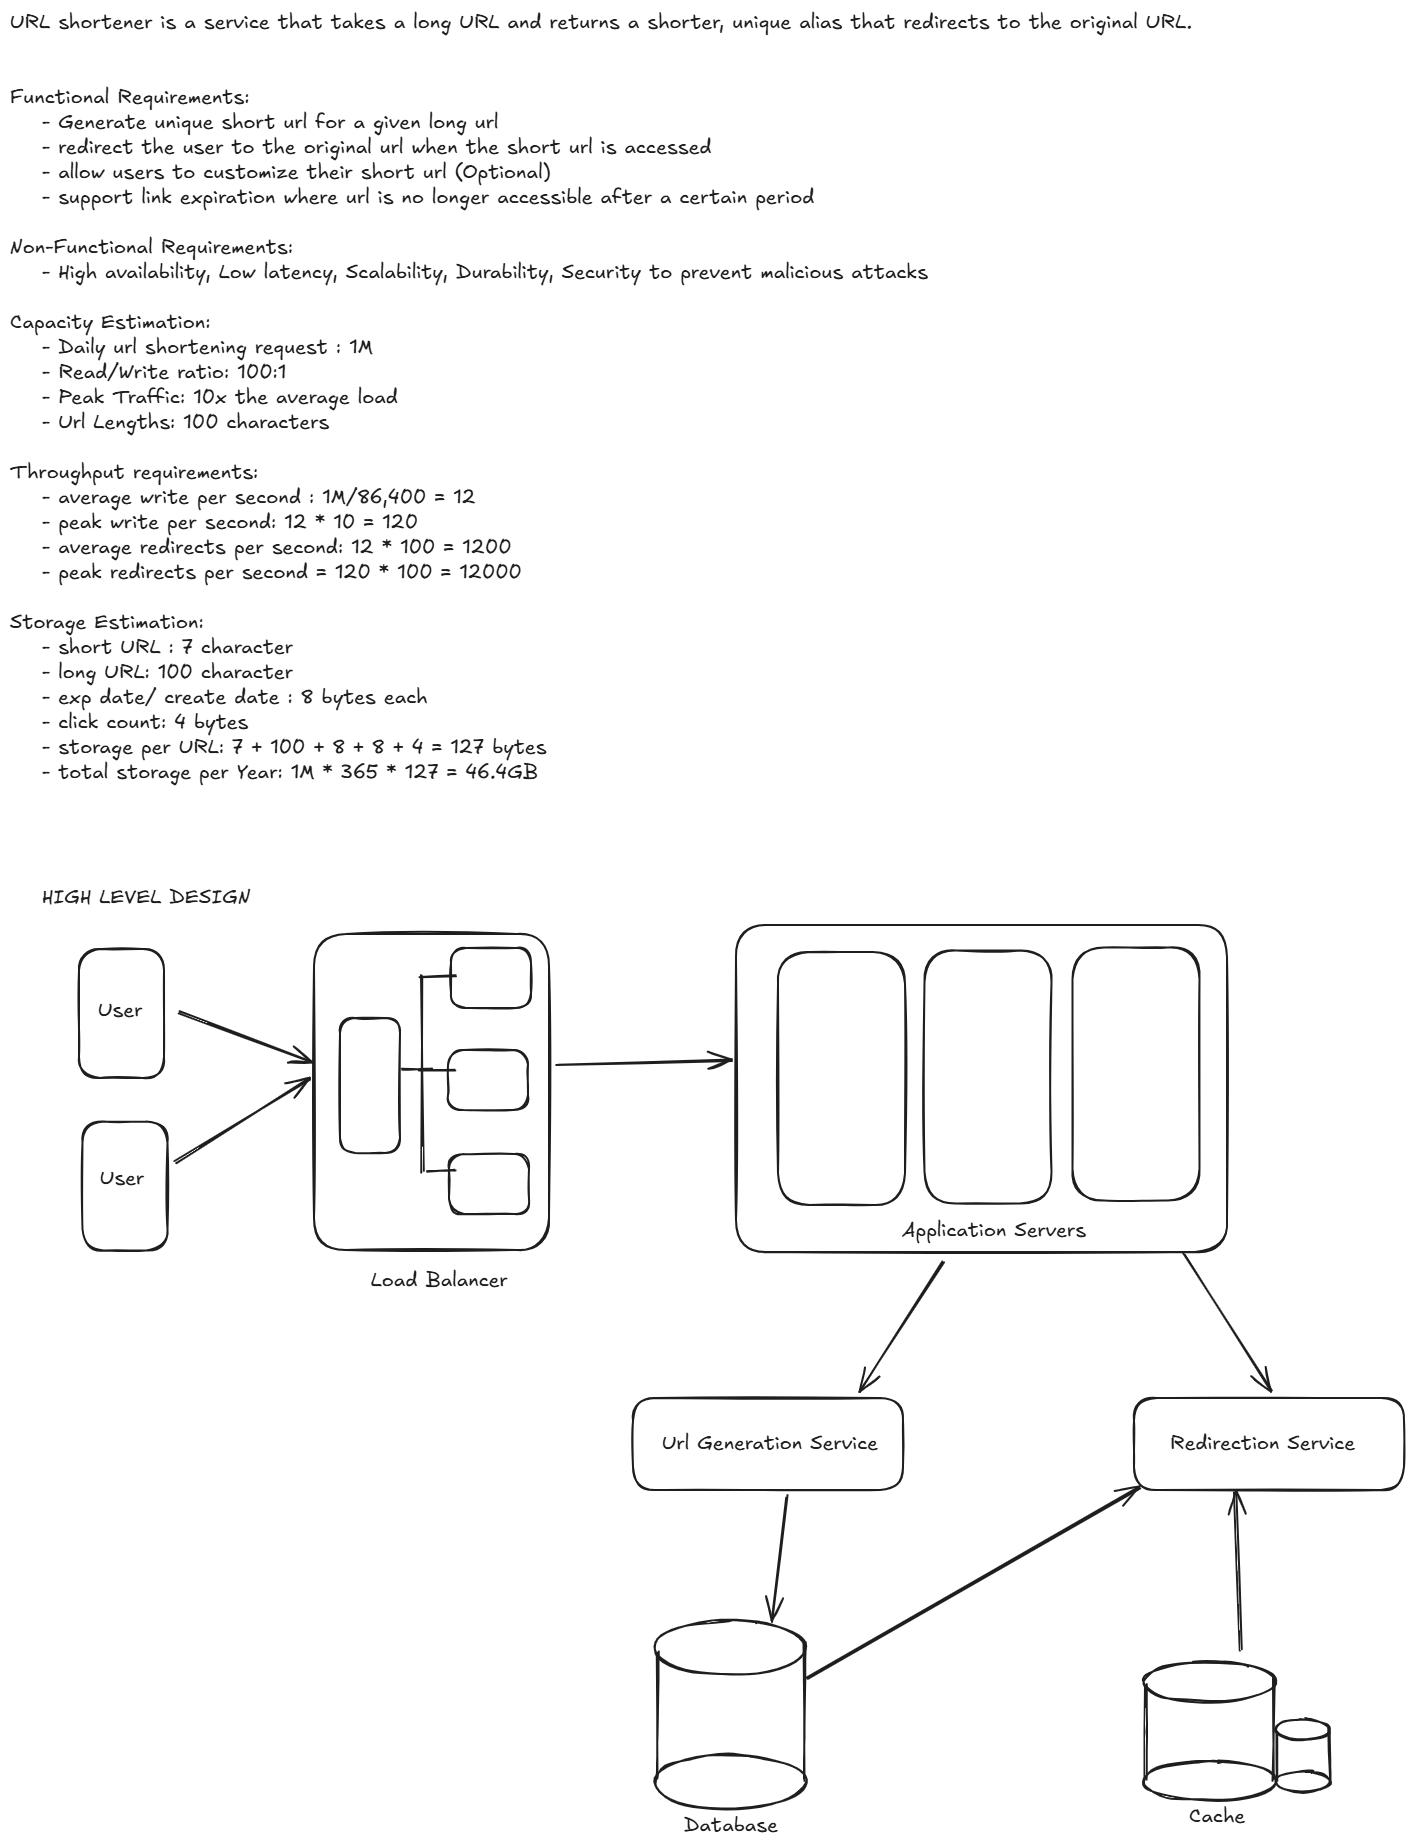 URL shortener is a service that takes a long URL and returns a shorter, unique alias that redirects to the original URL.
Functional Requirements:
- Generate unique short url for a given long url
- redirect the user to the original url when the short url is accessed
- allow users to customize their short url (Optional)
- support link expiration where url is no longer accessible after a certain period
Non-Functional Requirements:
- High availability, Low latency, Scalability, Durability, Security to prevent malicious attacks
Capacity Estimation:
- Daily url shortening request : 1M
- Read/Write ratio: 100:1
- Peak Traffic: 10x the average load
- Url Lengths: 100 characters
Throughput requirements:
- average write per second : 1M/86,400 = 12
- peak write per second: 12 * 10 = 120
- average redirects per second: 12 * 100 = 1200
- peak redirects per second = 120 * 100 = 12000
Storage Estimation:
- short URL : 7 character
- long URL: 100 character
- exp date/ create date : 8 bytes each
- click count: 4 bytes
- storage per URL: 7 + 100 + 8 + 8 + 4 = 127 bytes
- total storage per Year: 1M * 365 * 127 = 46.4GB
HIGH LEVEL DESIGN
User
User
Load Balancer
Application Servers
Url Generation Service
Redirection Service
Database
Cache